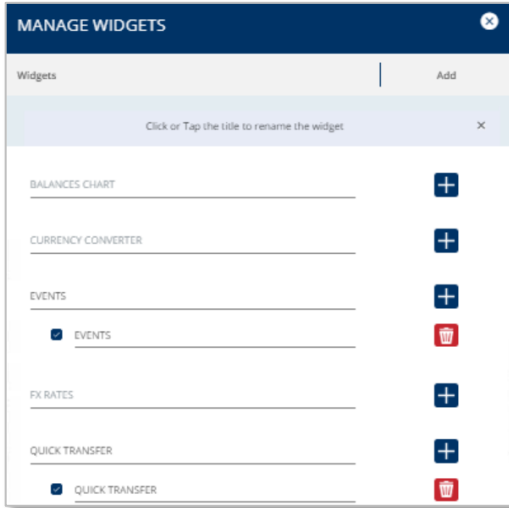 MANAGE WIDGETS
Widgets Add
Click or Tap the title to rename the widget
BALANCES CHART
CURRENCY CONVERTER
EVENTS
EVENTS
FX RATES
QUICK TRANSFER
QUICK TRANSFER